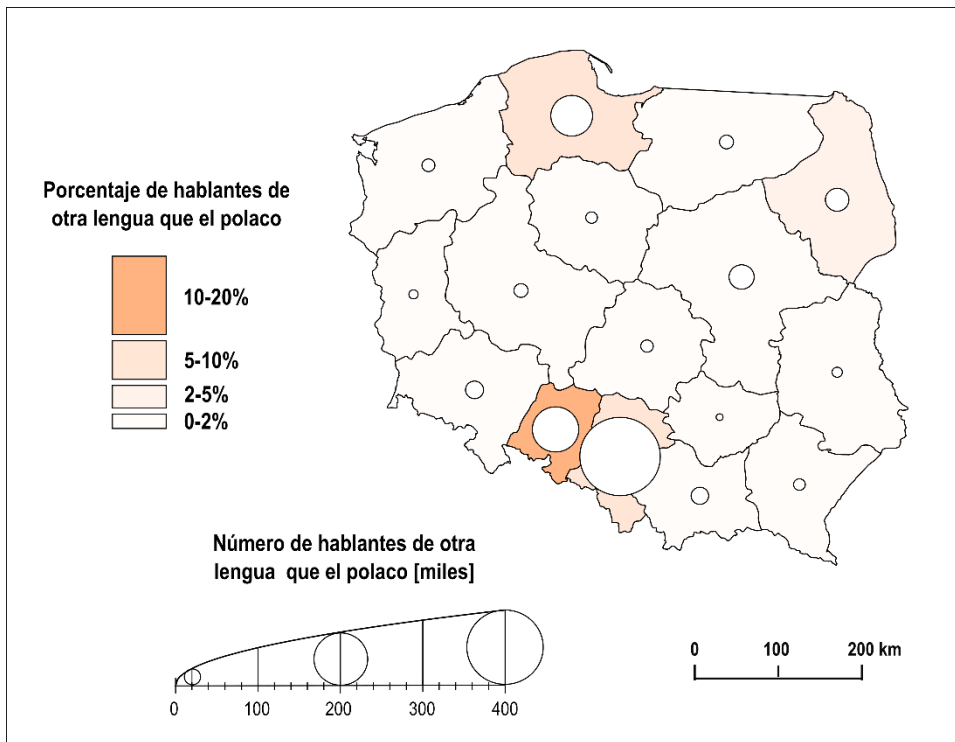 Porcentaje de hablantes de
otra lengua que el polaco
10-20%
5-10%
2-5%
0-2%
Número de hablantes de otra
lengua que el polaco [miles]
0 100 200 300 400
0 100 200 km